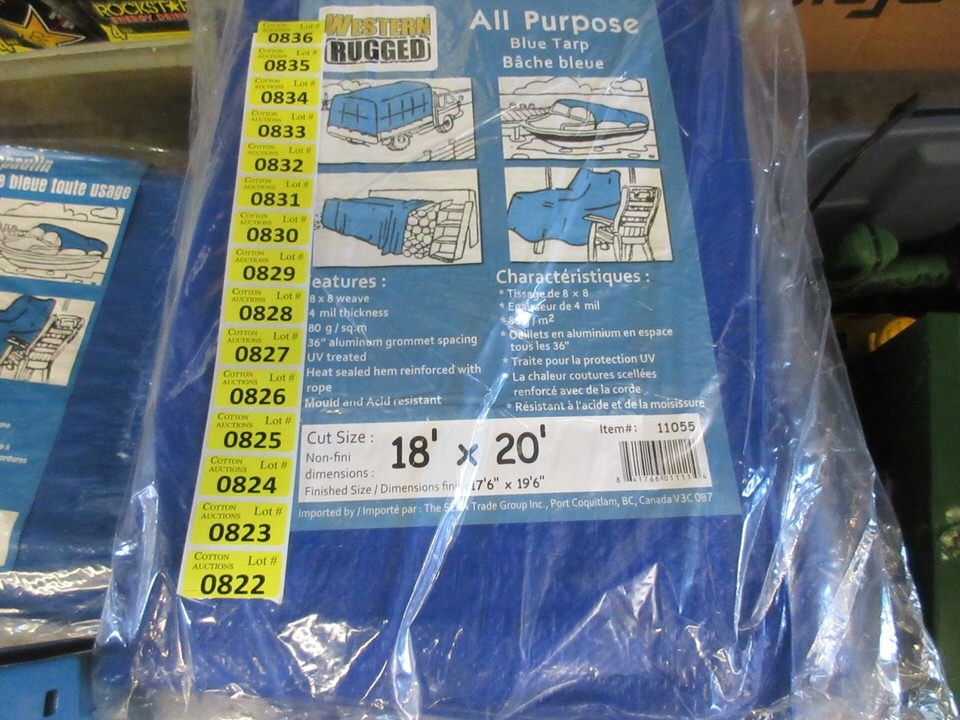 ROCKSTAR
ENERGY DRINK
WESTERN
RUGGED
All Purpose
Blue Tarp
Bâche bleue
COTTON AUCTIONS Lot #
0836
COTTON AUCTIONS Lot #
0835
COTTON AUCTIONS Lot #
0834
COTTON AUCTIONS Lot #
0833
COTTON AUCTIONS Lot #
0832
COTTON AUCTIONS Lot #
0831
COTTON AUCTIONS Lot #
0830
COTTON AUCTIONS Lot #
0829
COTTON AUCTIONS Lot #
0828
COTTON AUCTIONS Lot #
0827
COTTON AUCTIONS Lot #
0826
COTTON AUCTIONS Lot #
0825
COTTON AUCTIONS Lot #
0824
COTTON AUCTIONS Lot #
0823
COTTON AUCTIONS Lot #
0822
bleue toute usage
eatures :
8 x 8 weave
4 mil thickness
80 g / sq.m
36" aluminum grommet spacing
UV treated
Heat sealed hem reinforced with
rope
Mould and Acid resistant
Charactéristiques :
* Tissage de 8 x 8
* Epaisseur de 4 mil
* 80 g / m²
* Oeillets en aluminium en espace
tous les 36"
* Traite pour la protection UV
* La chaleur coutures scellées
renforcé avec de la corde
* Résistant à l'acide et de la moisissure
Cut Size :
Non-fini
dimensions :
18' x 20'
Item#: 11055
Finished Size / Dimensions fini: 17'6" x 19'6"
Imported by / Importé par : The Trade Group Inc., Port Coquitlam, BC, Canada V3C 0B7